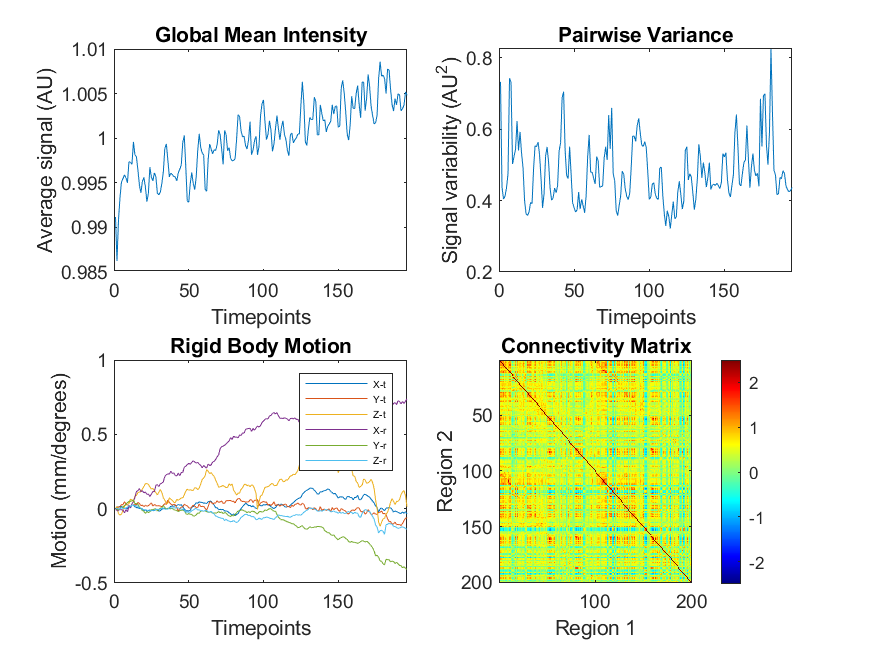 Global Mean Intensity
Average signal (AU)
1.01
1.005
1
0.995
0.99
0.985
0
50
100
150
Timepoints
Pairwise Variance
Signal variability (AU2)
0.8
0.6
0.4
0.2
0
50
100
150
Timepoints
Rigid Body Motion
Motion (mm/degrees)
1
0.5
0
-0.5
X-t
Y-t
Z-t
X-r
Y-r
Z-r
0
50
100
150
Timepoints
Connectivity Matrix
Region 2
50
100
150
200
100
200
Region 1
2
1
0
-1
-2